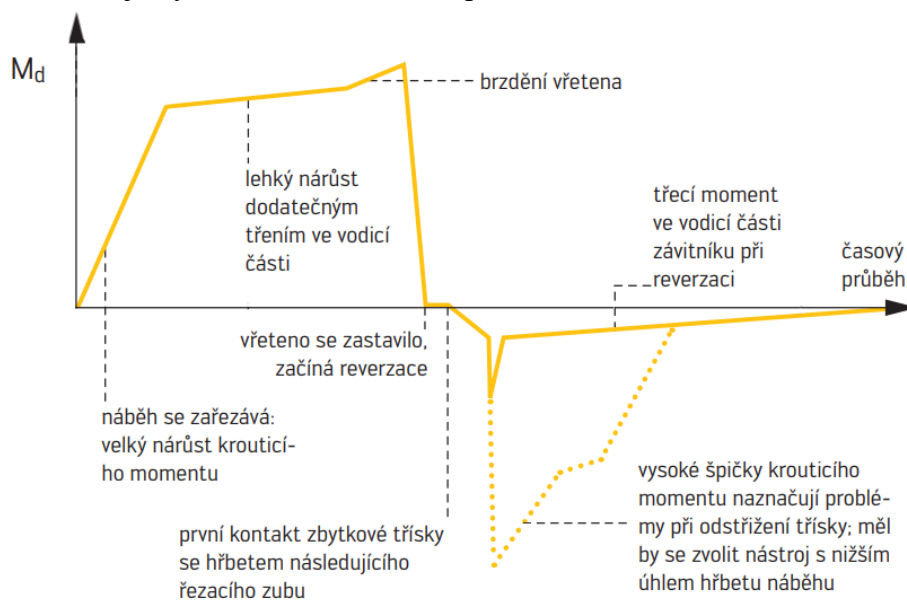 Md
brzdění vřetena
lehký nárůst
dodatečným
třením ve vodicí
části
třecí moment
ve vodicí části
závitníku při
reverzaci
časový
průběh
vřeteno se zastavilo,
začíná reverzace
náběh se zařezává:
velký nárůst krouticí-
ho momentu
první kontakt zbytkové třísky
se hřbetem následujícího
řezacího zubu
vysoké špičky krouticího
momentu naznačují problé-
my při odstřižení třísky; měl
by se zvolit nástroj s nižším
úhlem hřbetu náběhu